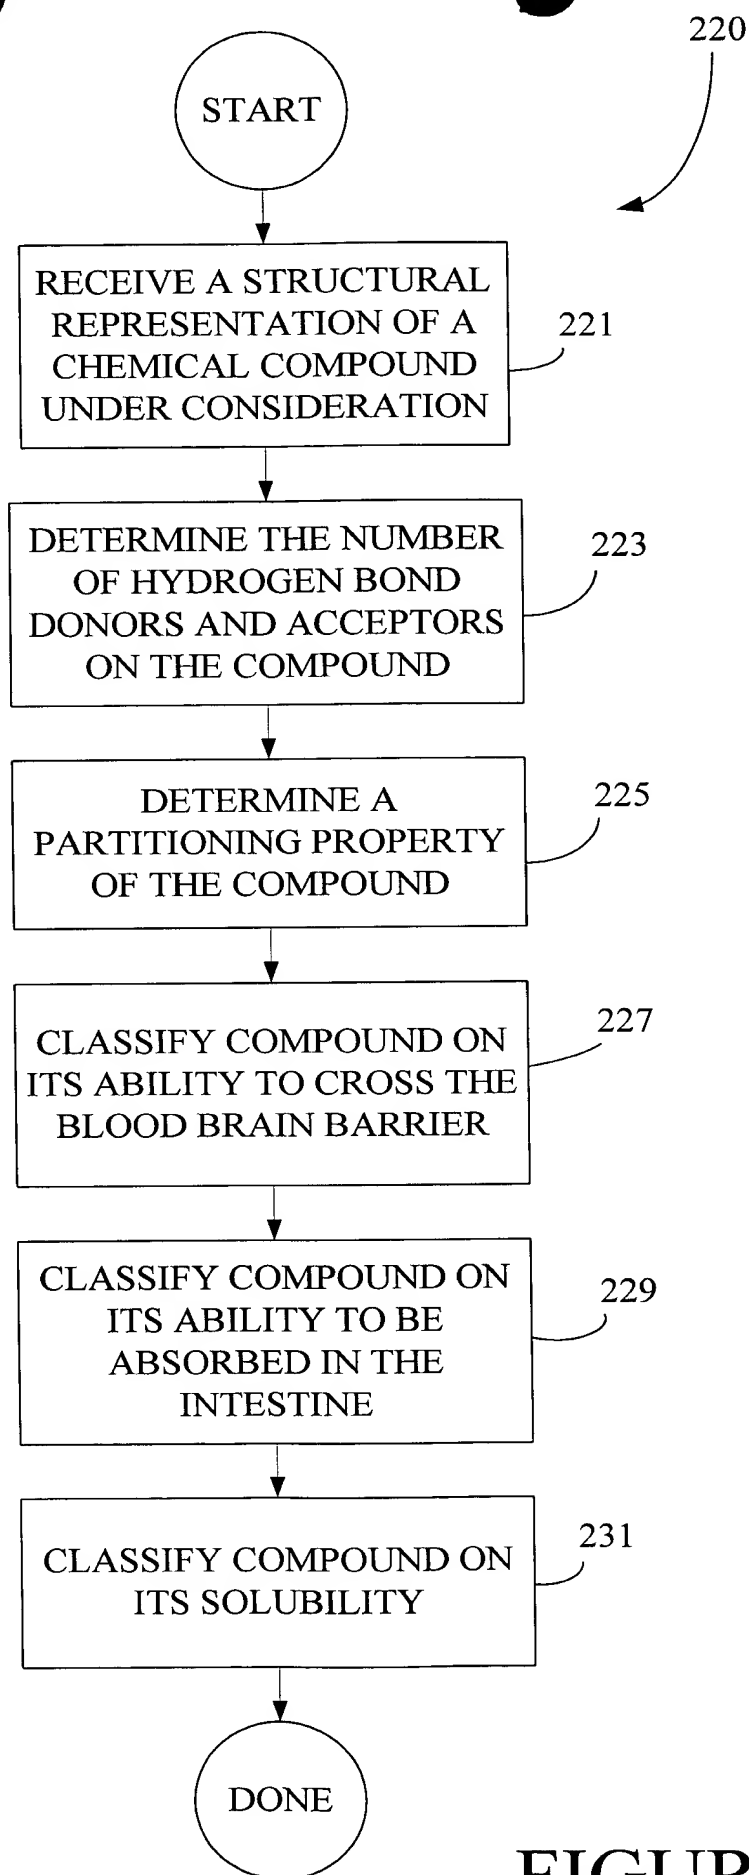 220
START
RECEIVE A STRUCTURAL
REPRESENTATION OF A
CHEMICAL COMPOUND
UNDER CONSIDERATION
221
DETERMINE THE NUMBER
OF HYDROGEN BOND
DONORS AND ACCEPTORS
ON THE COMPOUND
223
DETERMINE A
PARTITIONING PROPERTY
OF THE COMPOUND
225
CLASSIFY COMPOUND ON
ITS ABILITY TO CROSS THE
BLOOD BRAIN BARRIER
227
CLASSIFY COMPOUND ON
ITS ABILITY TO BE
ABSORBED IN THE
INTESTINE
229
CLASSIFY COMPOUND ON
ITS SOLUBILITY
231
DONE